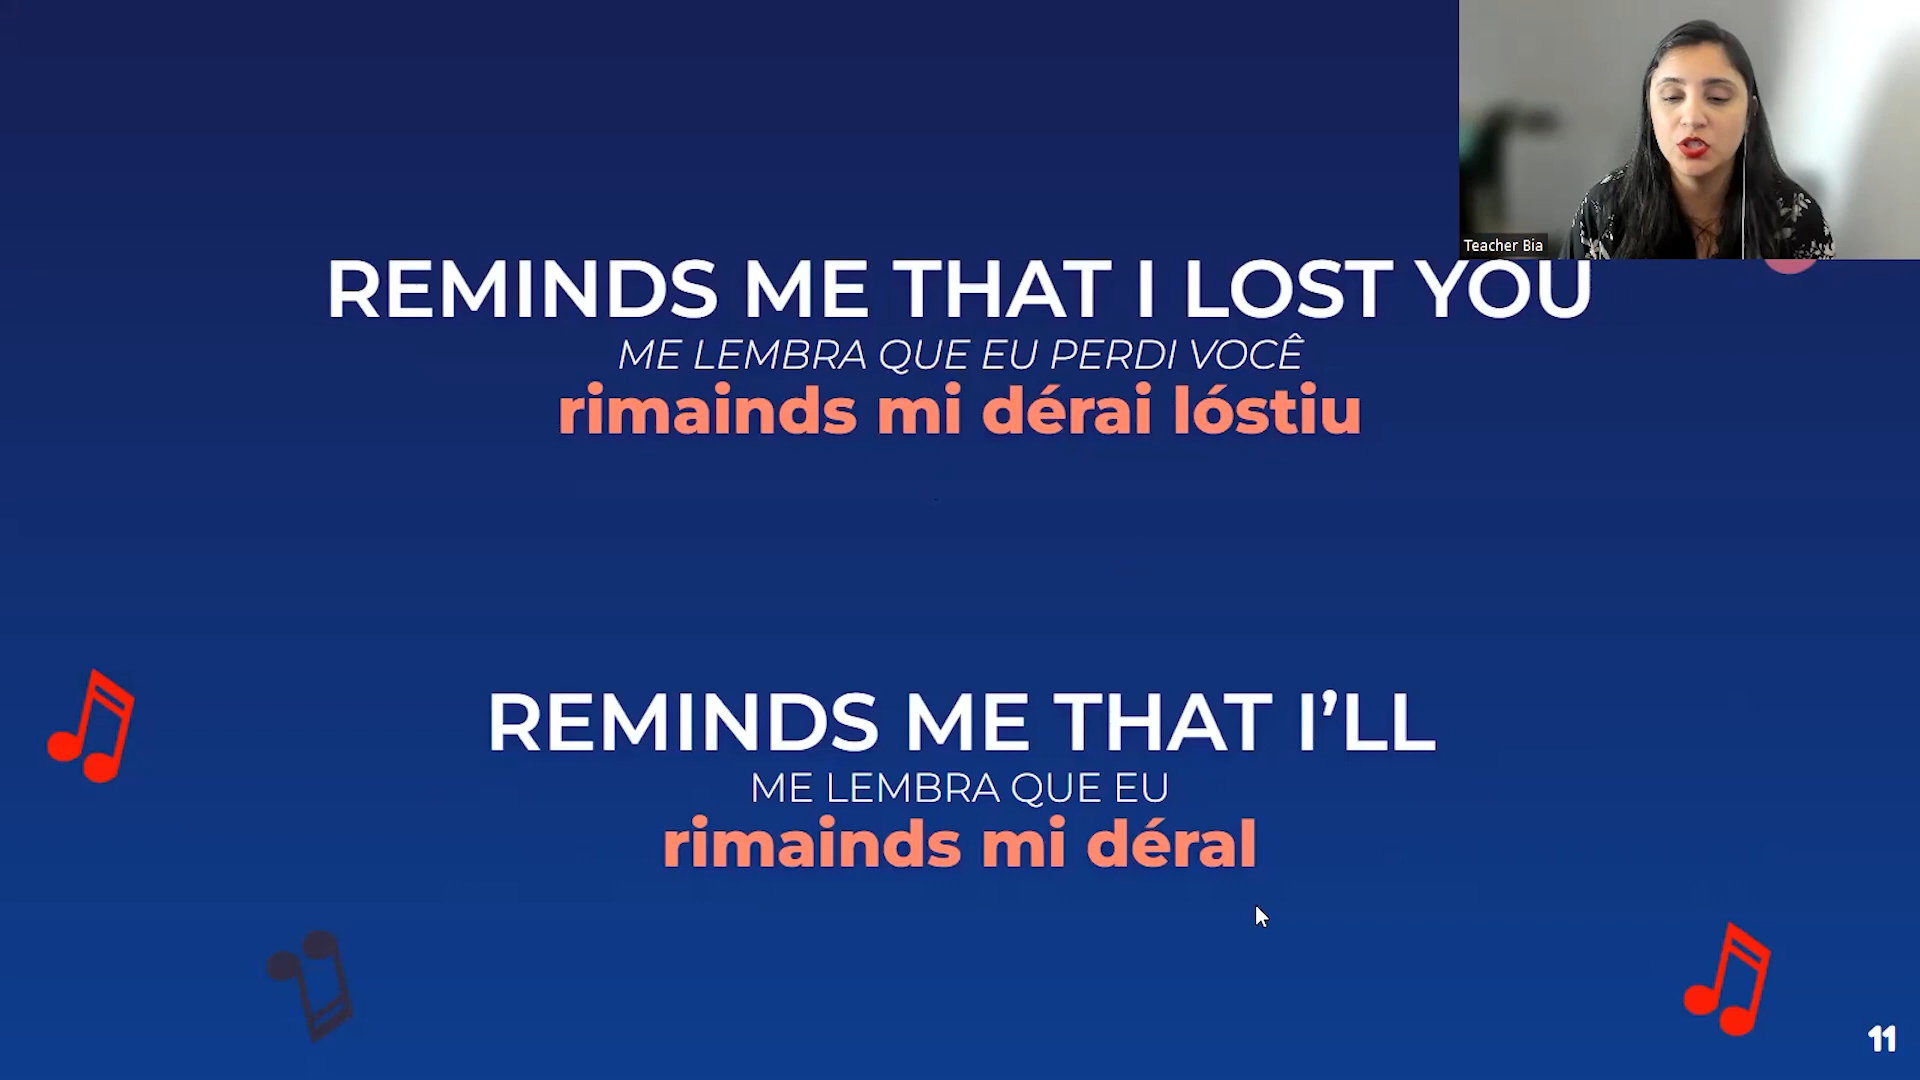 Teacher Bia
REMINDS ME THAT I LOST YOU
ME LEMBRA QUE EU PERDI VOCÊ
rimainds mi dérai lóstiu
REMINDS ME THAT I’LL
ME LEMBRA QUE EU
rimainds mi déral
11